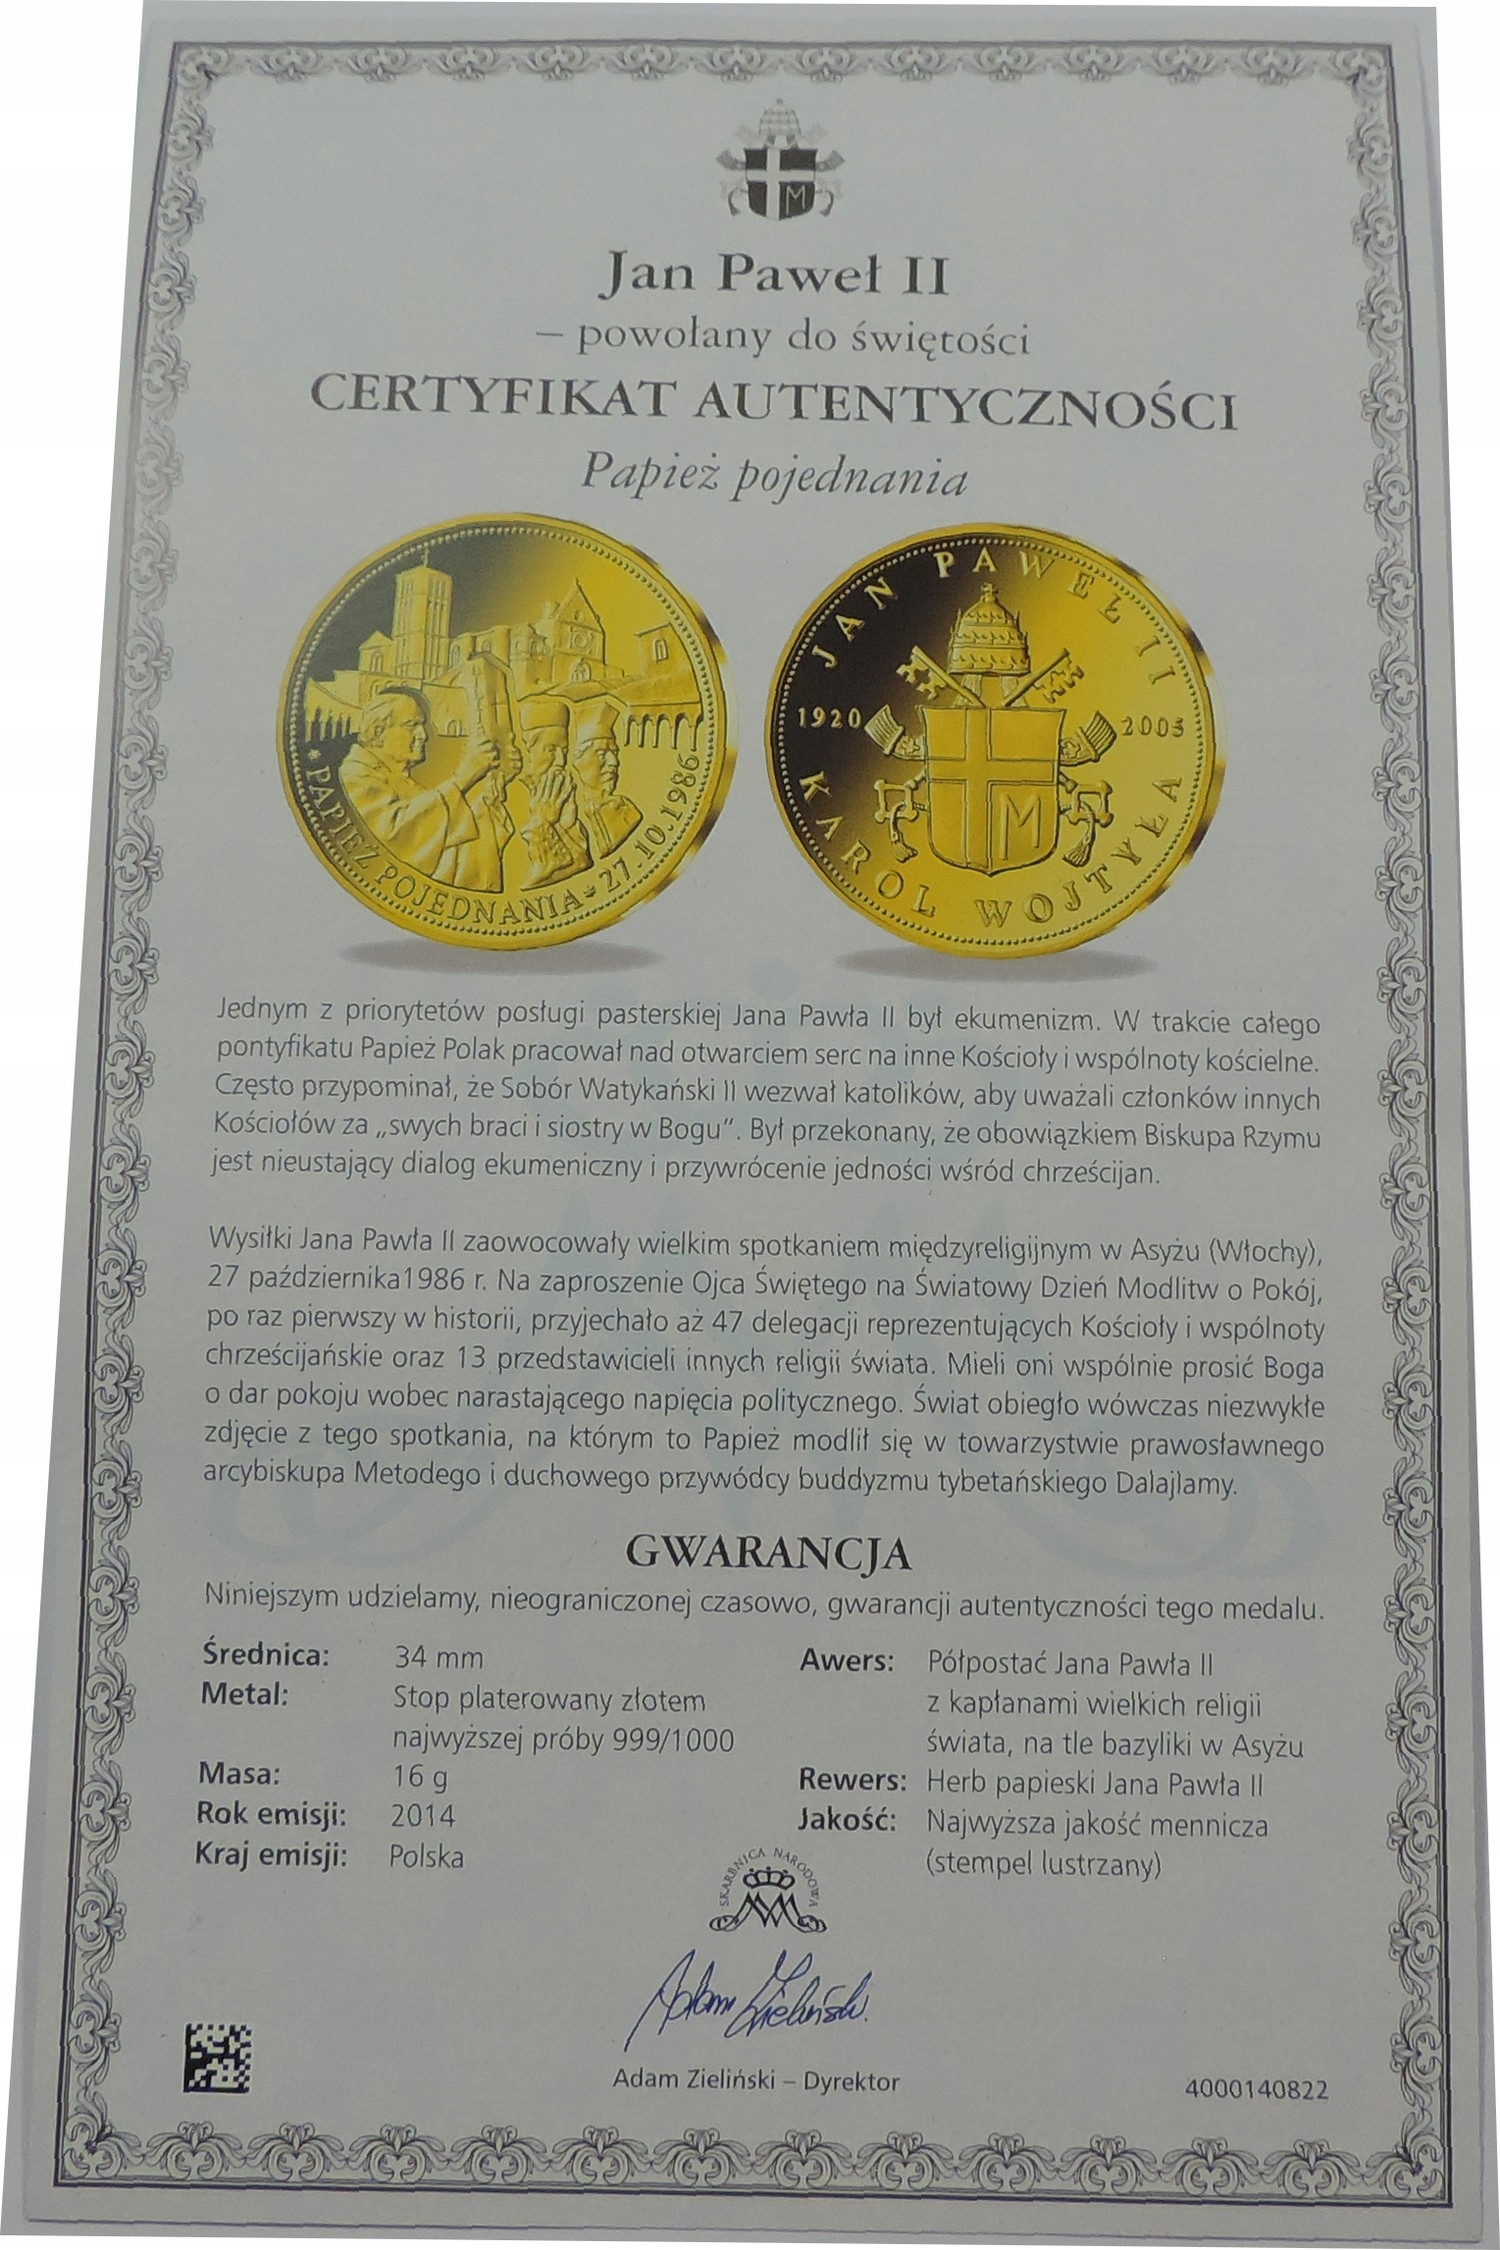 M
Jan Paweł II
– powołany do świętości
CERTYFIKAT AUTENTYCZNOŚCI
Papież pojednania
* PAPIEŻ POJEDNANIA * 27.10.1986
JAN PAWEŁ II
1920 2005
M
KAROL WOJTYŁA
Jednym z priorytetów posługi pasterskiej Jana Pawła II był ekumenizm. W trakcie całego
pontyfikatu Papież Polak pracował nad otwarciem serc na inne Kościoły i wspólnoty kościelne.
Często przypominał, że Sobór Watykański II wezwał katolików, aby uważali członków innych
Kościołów za „swych braci i siostry w Bogu”. Był przekonany, że obowiązkiem Biskupa Rzymu
jest nieustający dialog ekumeniczny i przywrócenie jedności wśród chrześcijan.
Wysiłki Jana Pawła II zaowocowały wielkim spotkaniem międzyreligijnym w Asyżu (Włochy),
27 października1986 r. Na zaproszenie Ojca Świętego na Światowy Dzień Modlitw o Pokój,
po raz pierwszy w historii, przyjechało aż 47 delegacji reprezentujących Kościoły i wspólnoty
chrześcijańskie oraz 13 przedstawicieli innych religii świata. Mieli oni wspólnie prosić Boga
o dar pokoju wobec narastającego napięcia politycznego. Świat obiegło wówczas niezwykłe
zdjęcie z tego spotkania, na którym to Papież modlił się w towarzystwie prawosławnego
arcybiskupa Metodego i duchowego przywódcy buddyzmu tybetańskiego Dalajlamy.
GWARANCJA
Niniejszym udzielamy, nieograniczonej czasowo, gwarancji autentyczności tego medalu.
Średnica: 34 mm
Metal: Stop platerowany złotem
najwyższej próby 999/1000
Masa: 16 g
Rok emisji: 2014
Kraj emisji: Polska
Awers: Półpostać Jana Pawła II
z kapłanami wielkich religii
świata, na tle bazyliki w Asyżu
Rewers: Herb papieski Jana Pawła II
Jakość: Najwyższa jakość mennicza
(stempel lustrzany)
SKARBNICA NARODOWA
Adam Zieliński
Adam Zieliński – Dyrektor
4000140822